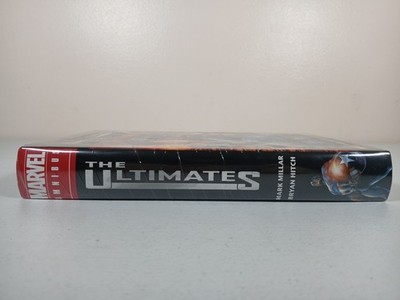 MARVEL
OMNIBUS
THE
ULTIMATES
MARK MILLAR
BRYAN HITCH